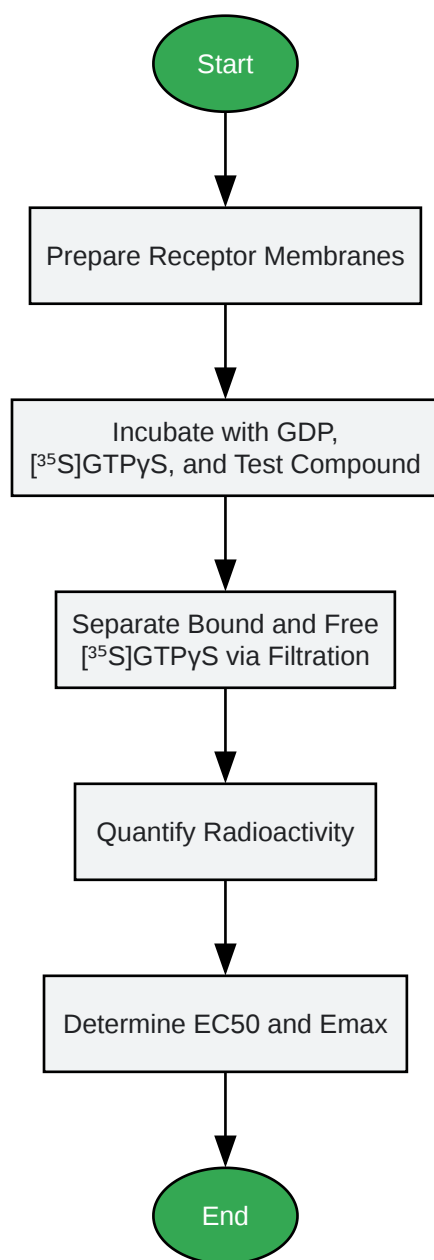 Start
Prepare Receptor Membranes
Incubate with GDP,
[³⁵S]GTPγS, and Test Compound
Separate Bound and Free
[³⁵S]GTPγS via Filtration
Quantify Radioactivity
Determine EC50 and Emax
End